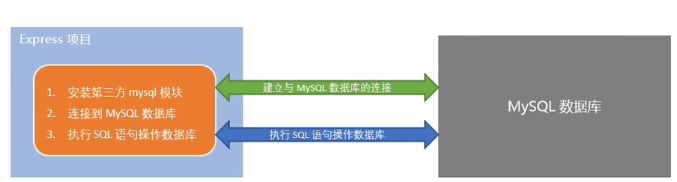 Express 项目
1. 安装第三方 mysql 模块
2. 连接到 MySQL 数据库
3. 执行 SQL 语句操作数据库
建立与 MySQL 数据库的连接
执行 SQL 语句操作数据库
MySQL 数据库